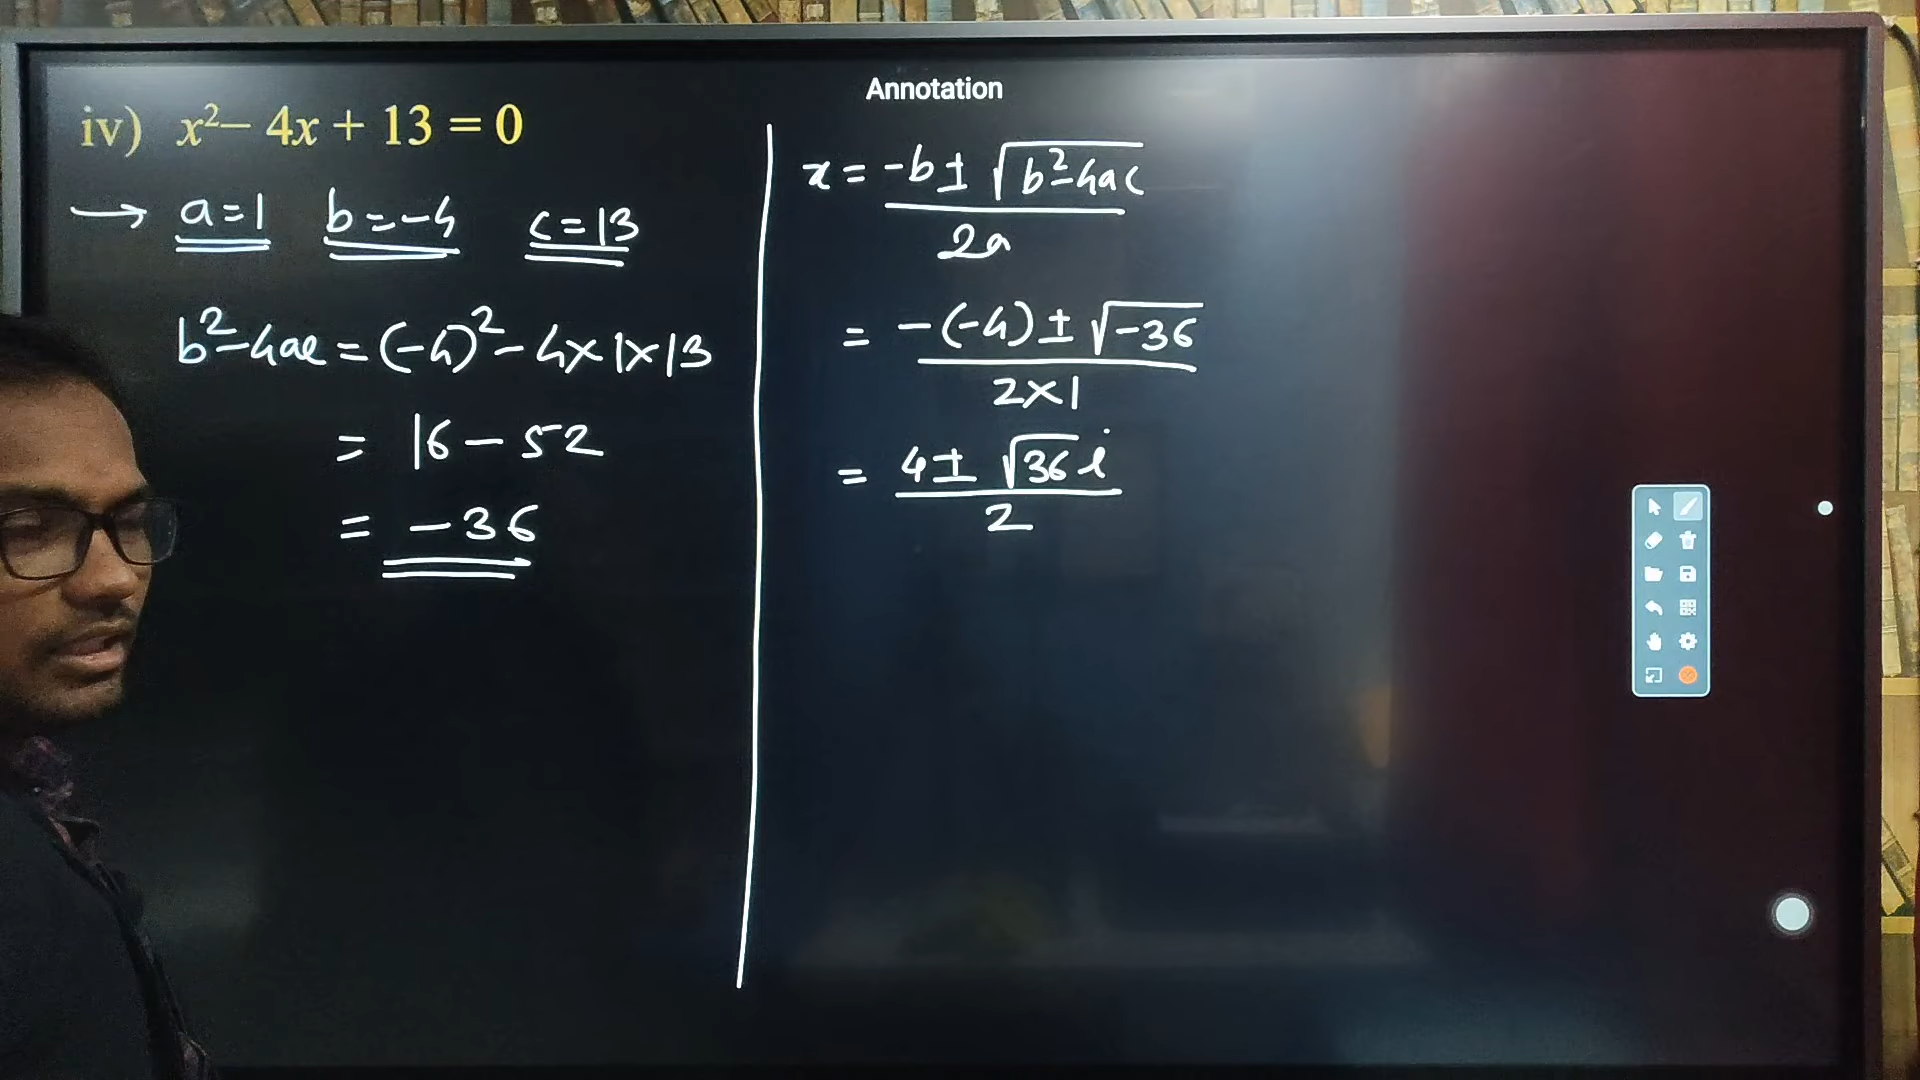 Annotation
iv) x²– 4x + 13 = 0
→ a=1 b=-4 c=13
b²-4ac = (-4)² - 4×1×13
= 16 - 52
= -36
x = -b ± √b²-4ac
2a
= -(-4) ± √-36
2×1
= 4 ± √36 i
2